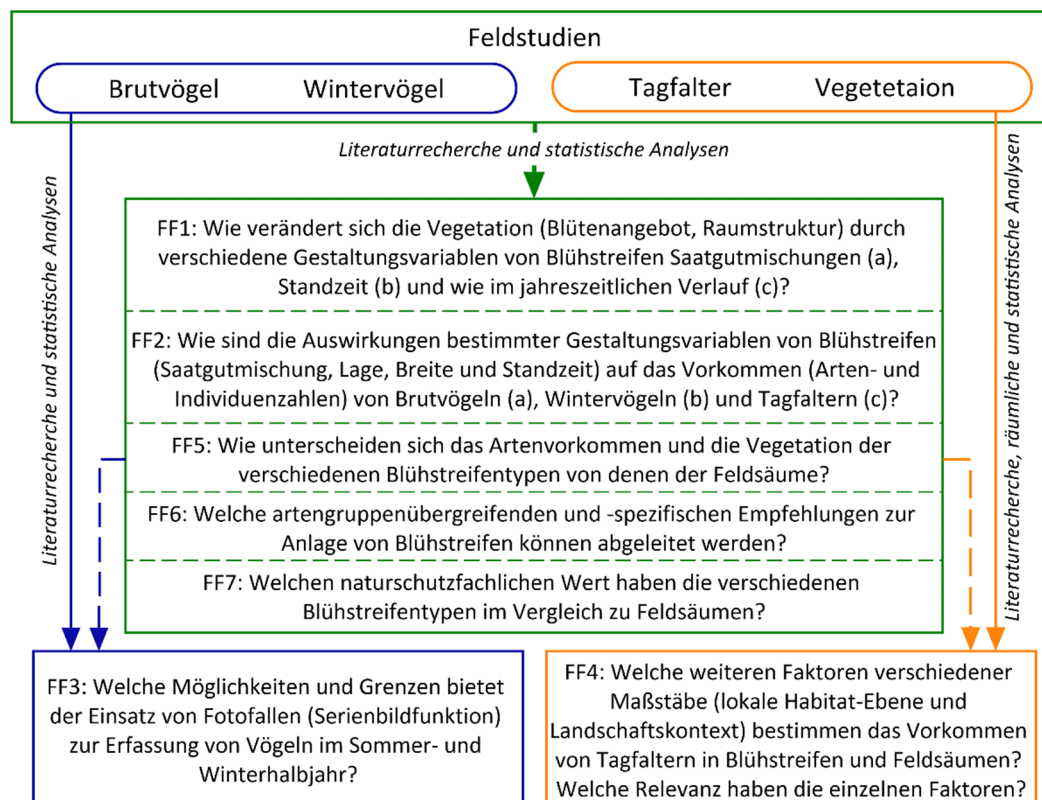 Feldstudien
Brutvögel Wintervögel
Tagfalter Vegetetaion
Literaturrecherche und statistische Analysen
Literaturrecherche und statistische Analysen
Literaturrecherche, räumliche und statistische Analysen
FF1: Wie verändert sich die Vegetation (Blütenangebot, Raumstruktur) durch
verschiedene Gestaltungsvariablen von Blühstreifen Saatgutmischungen (a),
Standzeit (b) und wie im jahreszeitlichen Verlauf (c)?
FF2: Wie sind die Auswirkungen bestimmter Gestaltungsvariablen von Blühstreifen
(Saatgutmischung, Lage, Breite und Standzeit) auf das Vorkommen (Arten- und
Individuenzahlen) von Brutvögeln (a), Wintervögeln (b) und Tagfaltern (c)?
FF5: Wie unterscheiden sich das Artenvorkommen und die Vegetation der
verschiedenen Blühstreifentypen von denen der Feldsäume?
FF6: Welche artengruppenübergreifenden und -spezifischen Empfehlungen zur
Anlage von Blühstreifen können abgeleitet werden?
FF7: Welchen naturschutzfachlichen Wert haben die verschiedenen
Blühstreifentypen im Vergleich zu Feldsäumen?
FF3: Welche Möglichkeiten und Grenzen bietet
der Einsatz von Fotofallen (Serienbildfunktion)
zur Erfassung von Vögeln im Sommer- und
Winterhalbjahr?
FF4: Welche weiteren Faktoren verschiedener
Maßstäbe (lokale Habitat-Ebene und
Landschaftskontext) bestimmen das Vorkommen
von Tagfaltern in Blühstreifen und Feldsäumen?
Welche Relevanz haben die einzelnen Faktoren?